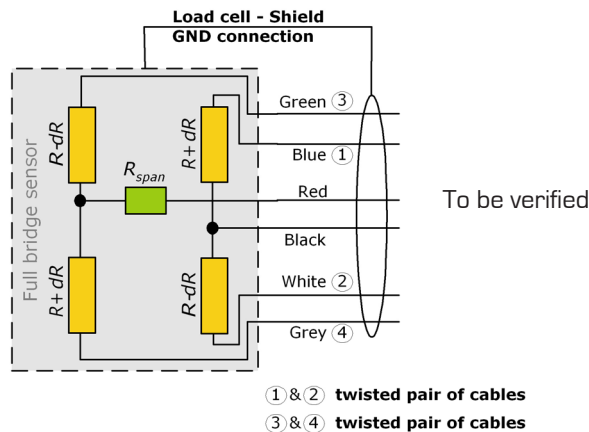 Load cell - Shield
GND connection
Full bridge sensor
R-dR
R+dR
Rspan
R+dR
R-dR
Green ③
Blue ①
Red
Black
White ②
Grey ④
To be verified
①&② twisted pair of cables
③&④ twisted pair of cables